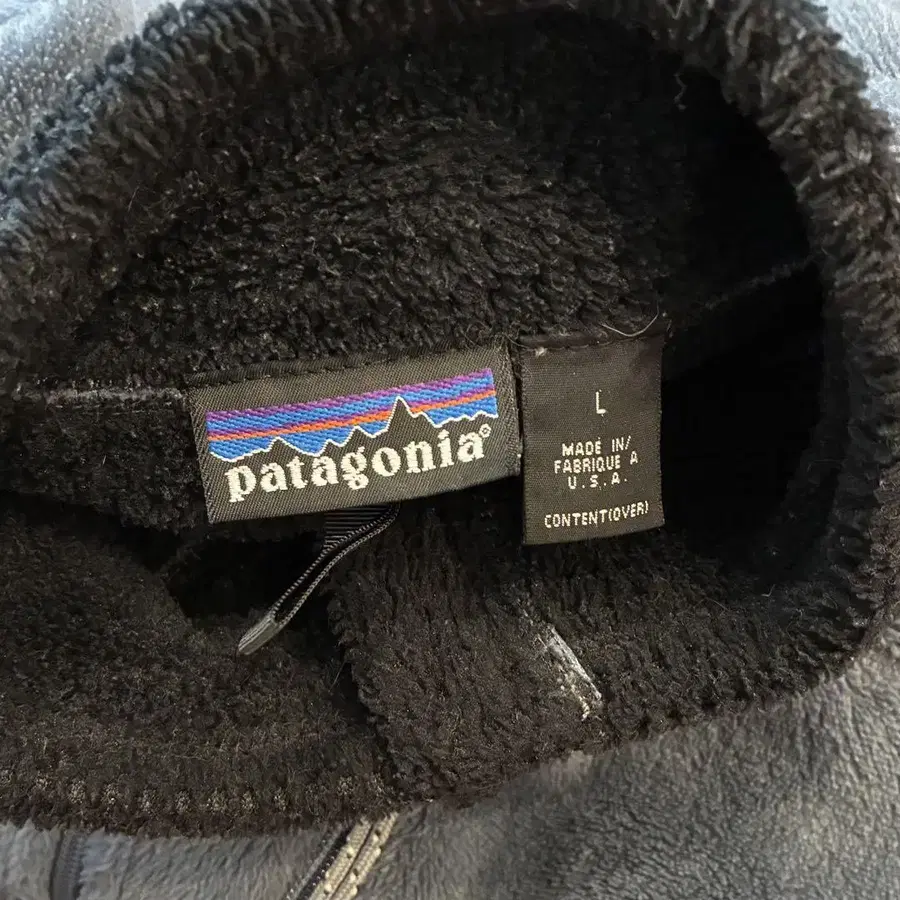 patagonia®
L
MADE IN/
FABRIQUE A
U.S.A.
CONTENT(OVER)